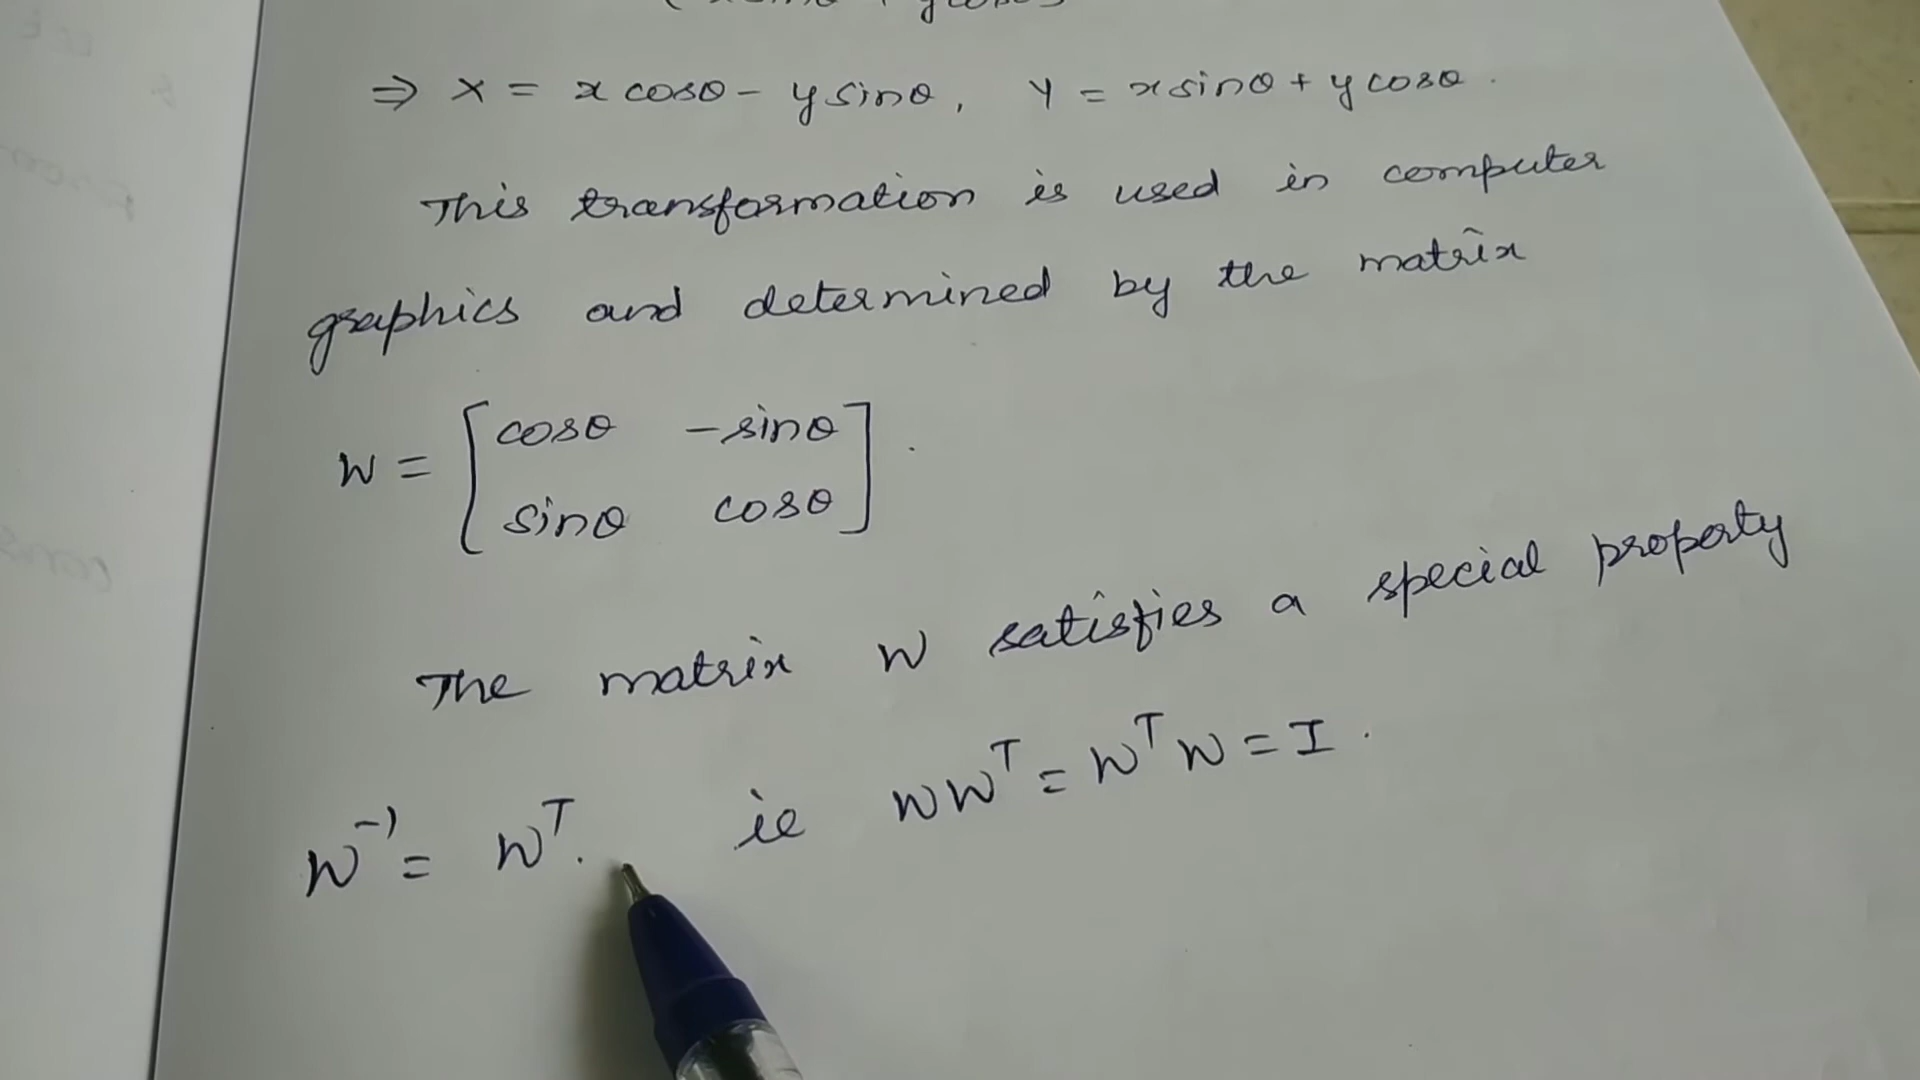 ⇒ X = x cosθ - y sinθ, Y = x sinθ + y cosθ.
This transformation is used in computer
graphics and determined by the matrix
W = [cosθ -sinθ
sinθ cosθ].
The matrix W satisfies a special property
W⁻¹ = Wᵀ. ie WWᵀ = WᵀW = I.